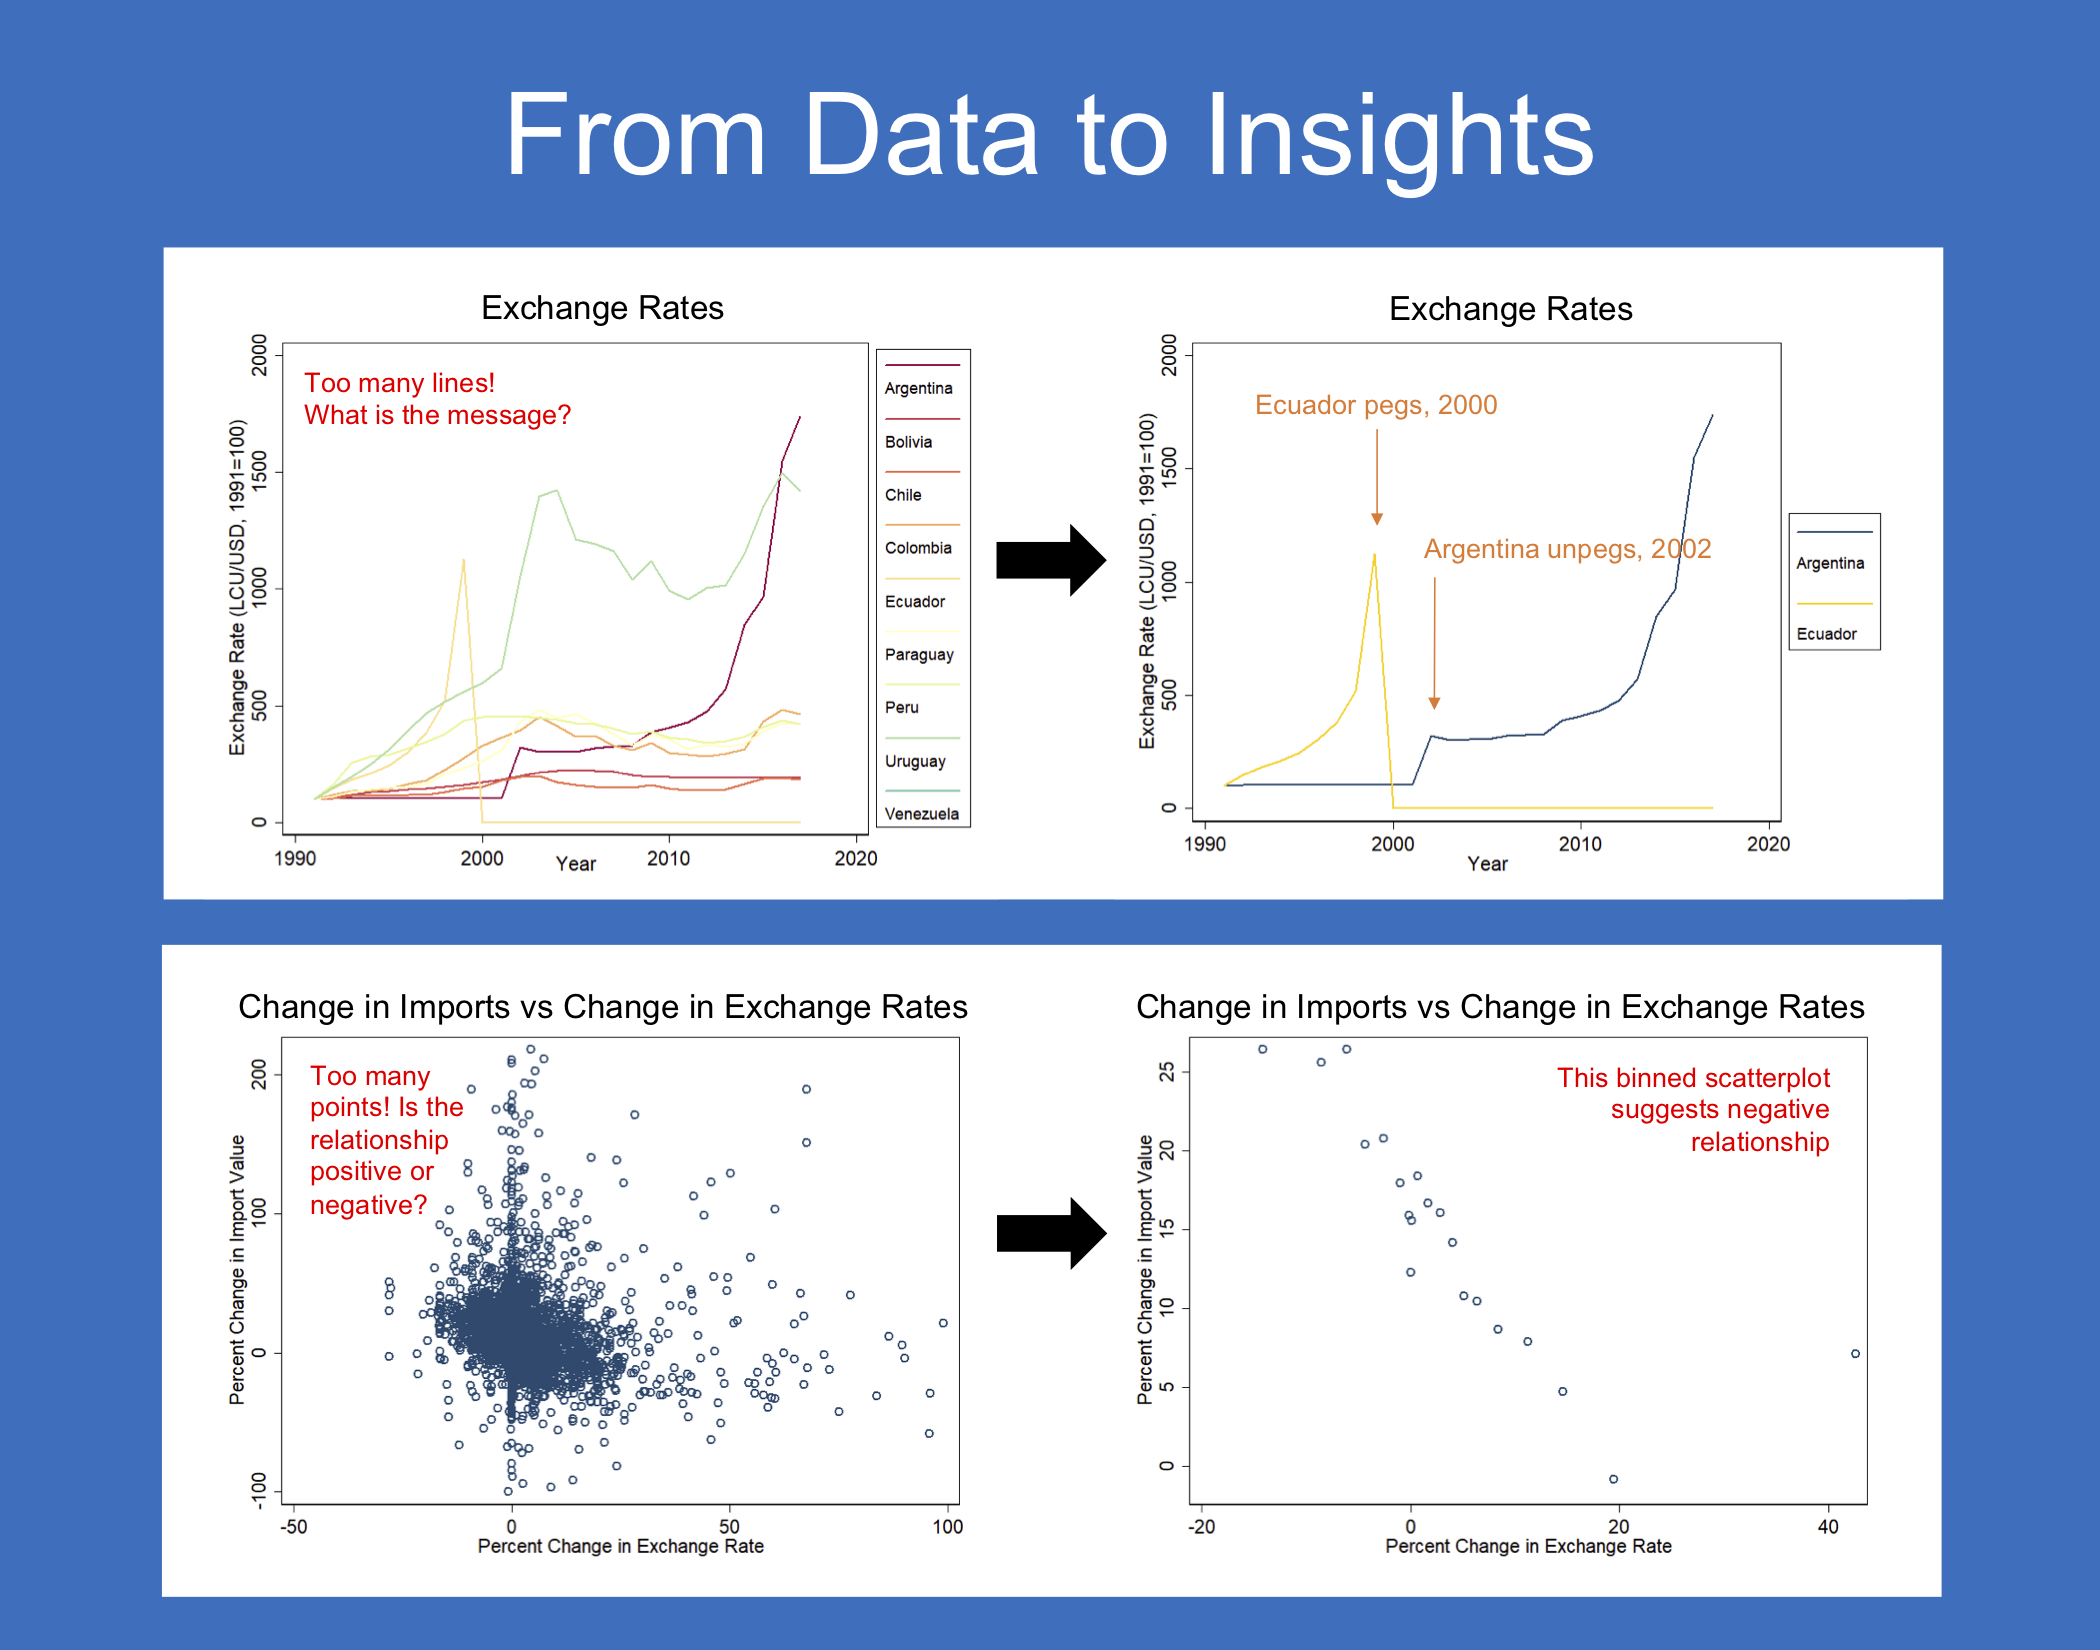 From Data to Insights
Exchange Rates
Too many lines!
What is the message?
Exchange Rate (LCU/USD, 1991=100)
2000
1500
1000
500
0
1990
2000
2010
2020
Year
Argentina
Bolivia
Chile
Colombia
Ecuador
Paraguay
Peru
Uruguay
Venezuela
Exchange Rates
Ecuador pegs, 2000
Argentina unpegs, 2002
Exchange Rate (LCU/USD, 1991=100)
2000
1500
1000
500
0
1990
2000
2010
2020
Year
Argentina
Ecuador
Change in Imports vs Change in Exchange Rates
Too many
points! Is the
relationship
positive or
negative?
Percent Change in Import Value
200
100
0
-100
-50
0
50
100
Percent Change in Exchange Rate
Change in Imports vs Change in Exchange Rates
This binned scatterplot
suggests negative
relationship
Percent Change in Import Value
25
20
15
10
5
0
-20
0
20
40
Percent Change in Exchange Rate